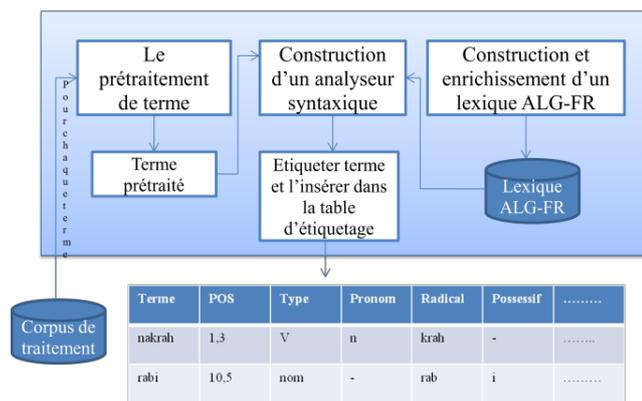 Le
prétraitement
de terme
Construction
d'un analyseur
syntaxique
Construction et
enrichissement d'un
lexique ALG-FR
Pour chaque terme
Terme
prétraité
Etiqueter terme
et l'insérer dans
la table
d'étiquetage
Lexique
ALG-FR
Corpus de
traitement
Terme POS Type Pronom Radical Possessif ………
nakrah 1,3 V n krah - ……..
rabi 10,5 nom - rab i ………